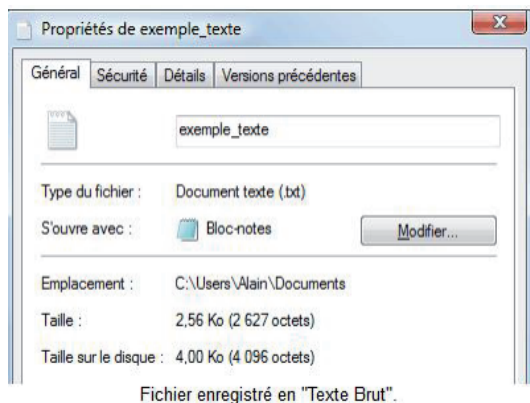 Propriétés de exemple_texte
Général Sécurité Détails Versions précédentes
exemple_texte
Type du fichier : Document texte (.txt)
S'ouvre avec : Bloc-notes Modifier...
Emplacement : C:\Users\Alain\Documents
Taille : 2,56 Ko (2 627 octets)
Taille sur le disque : 4,00 Ko (4 096 octets)
Fichier enregistré en "Texte Brut".